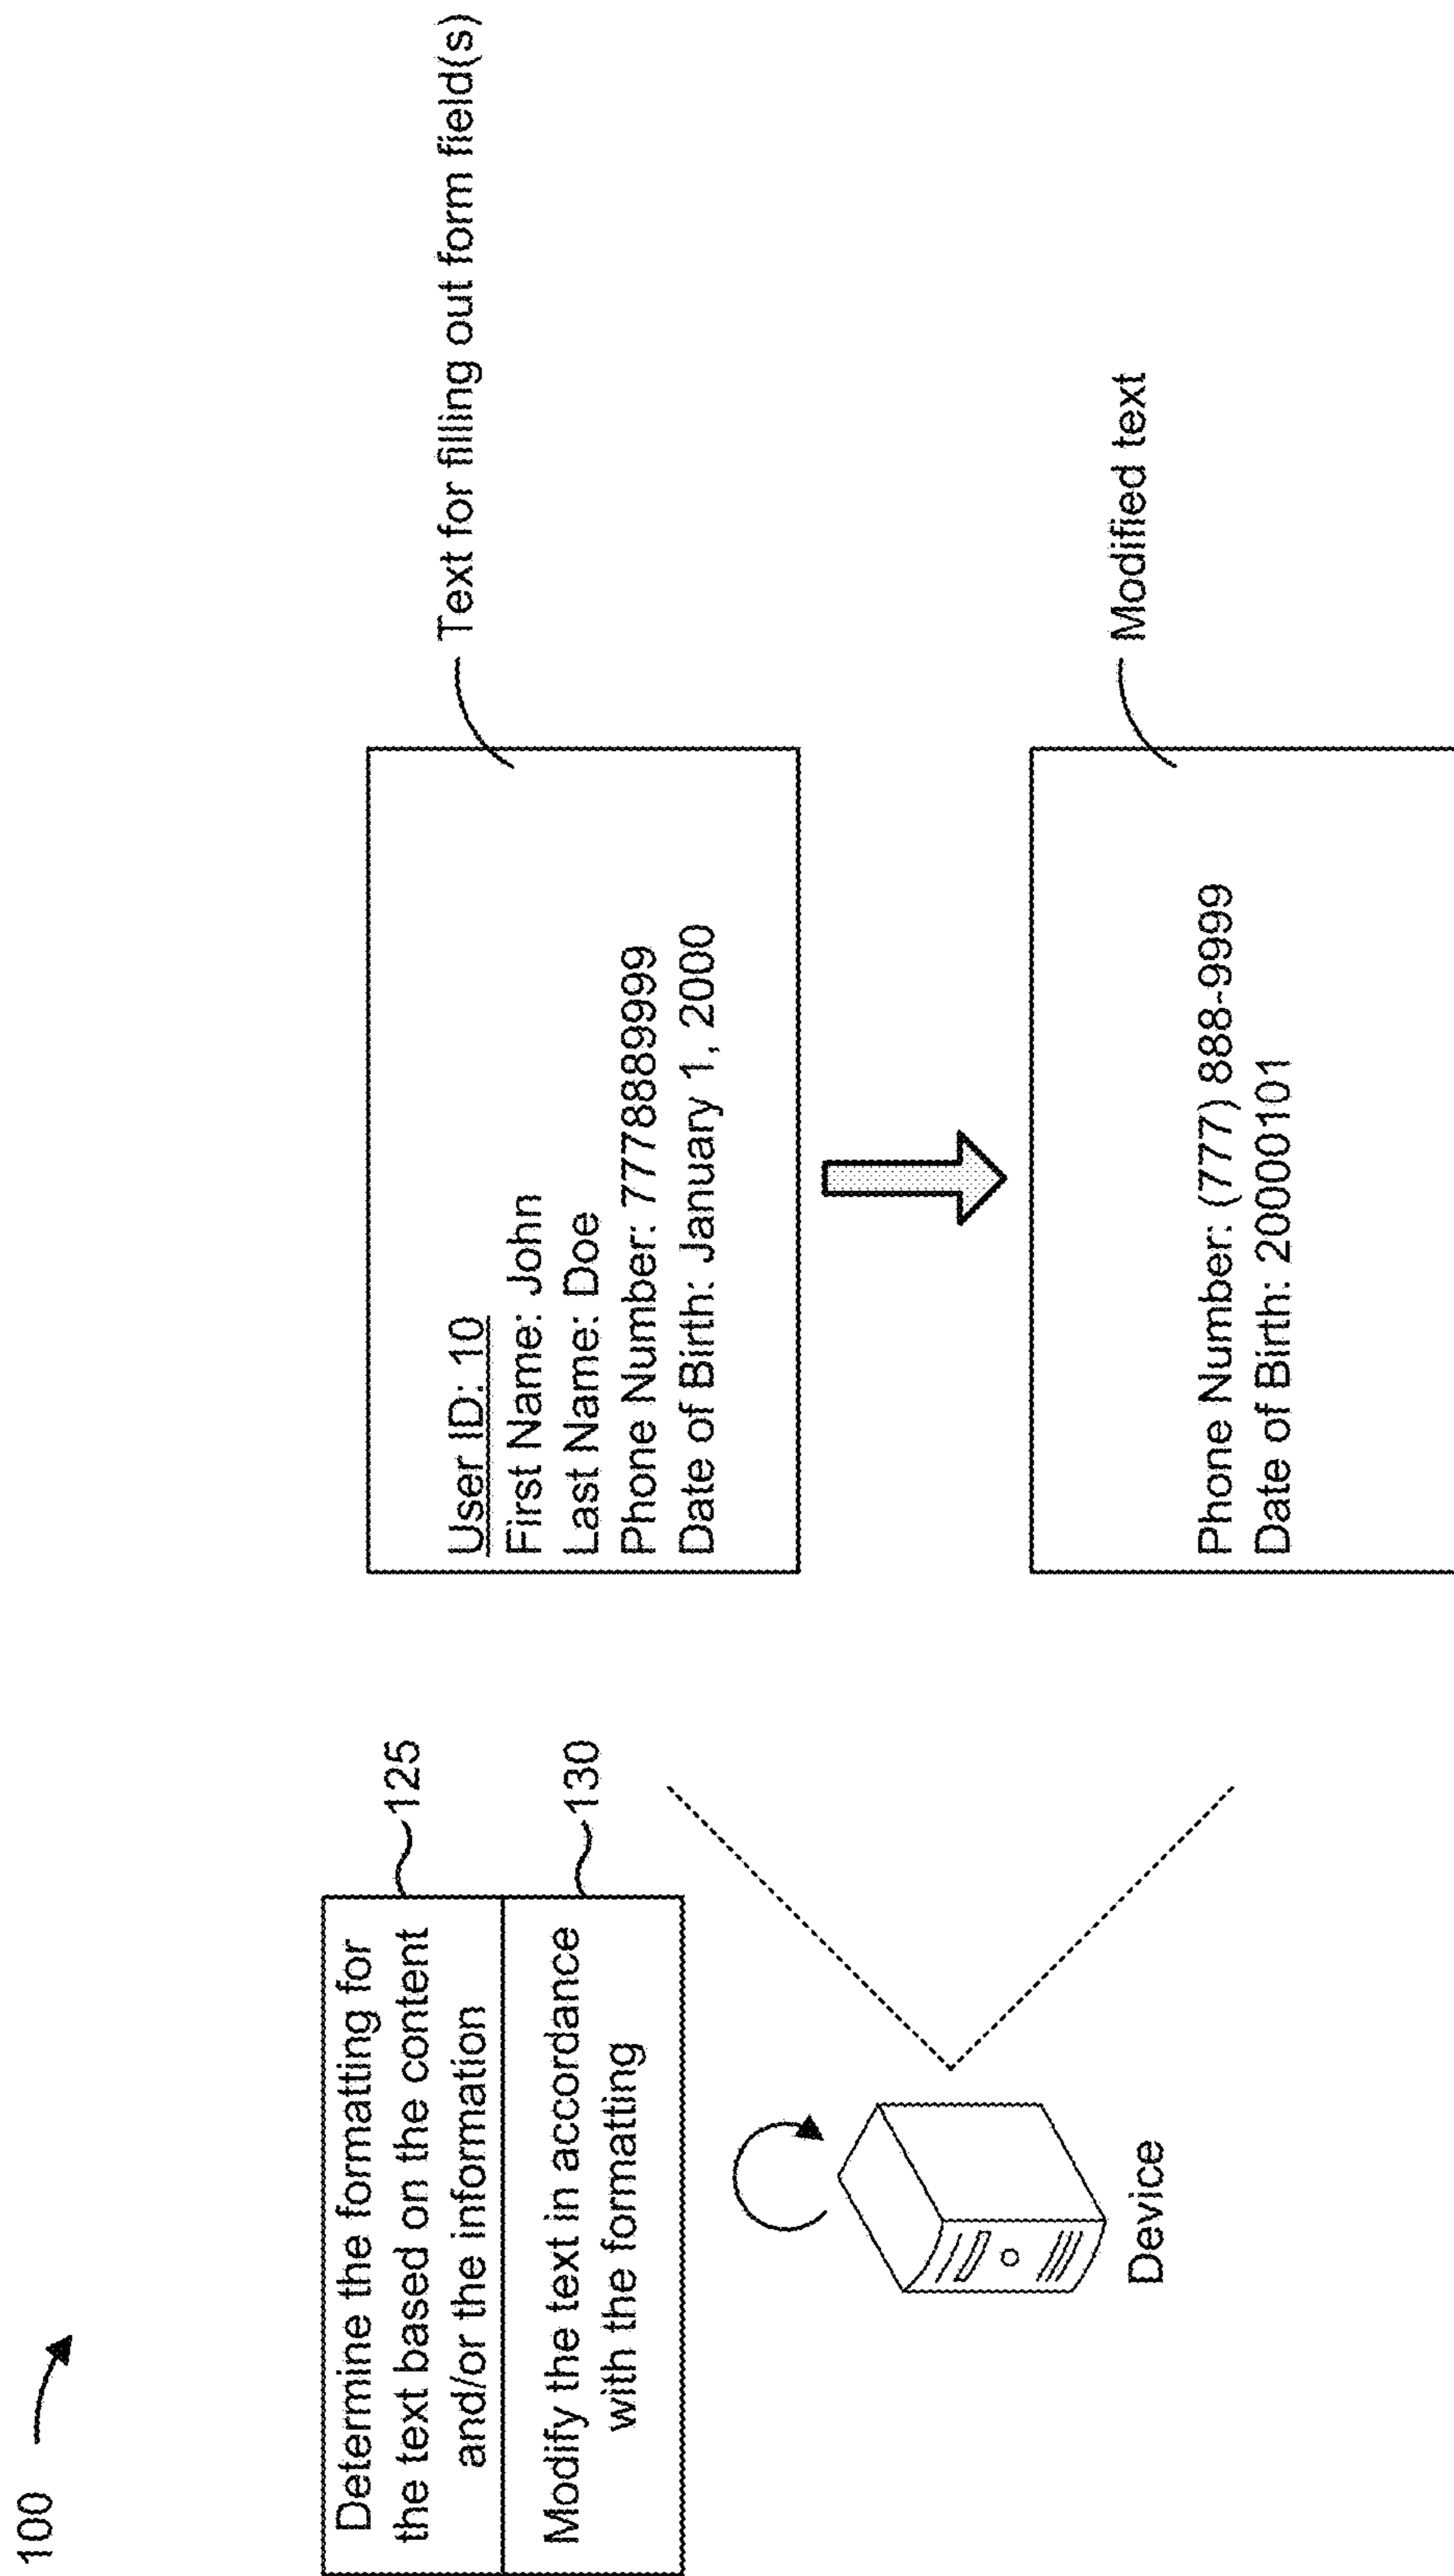 100
Determine the formatting for
the text based on the content
and/or the information
125
Modify the text in accordance
with the formatting
130
Device
Text for filling out form field(s)
User ID: 10
First Name: John
Last Name: Doe
Phone Number: 7778889999
Date of Birth: January 1, 2000
Modified text
Phone Number: (777) 888-9999
Date of Birth: 20000101